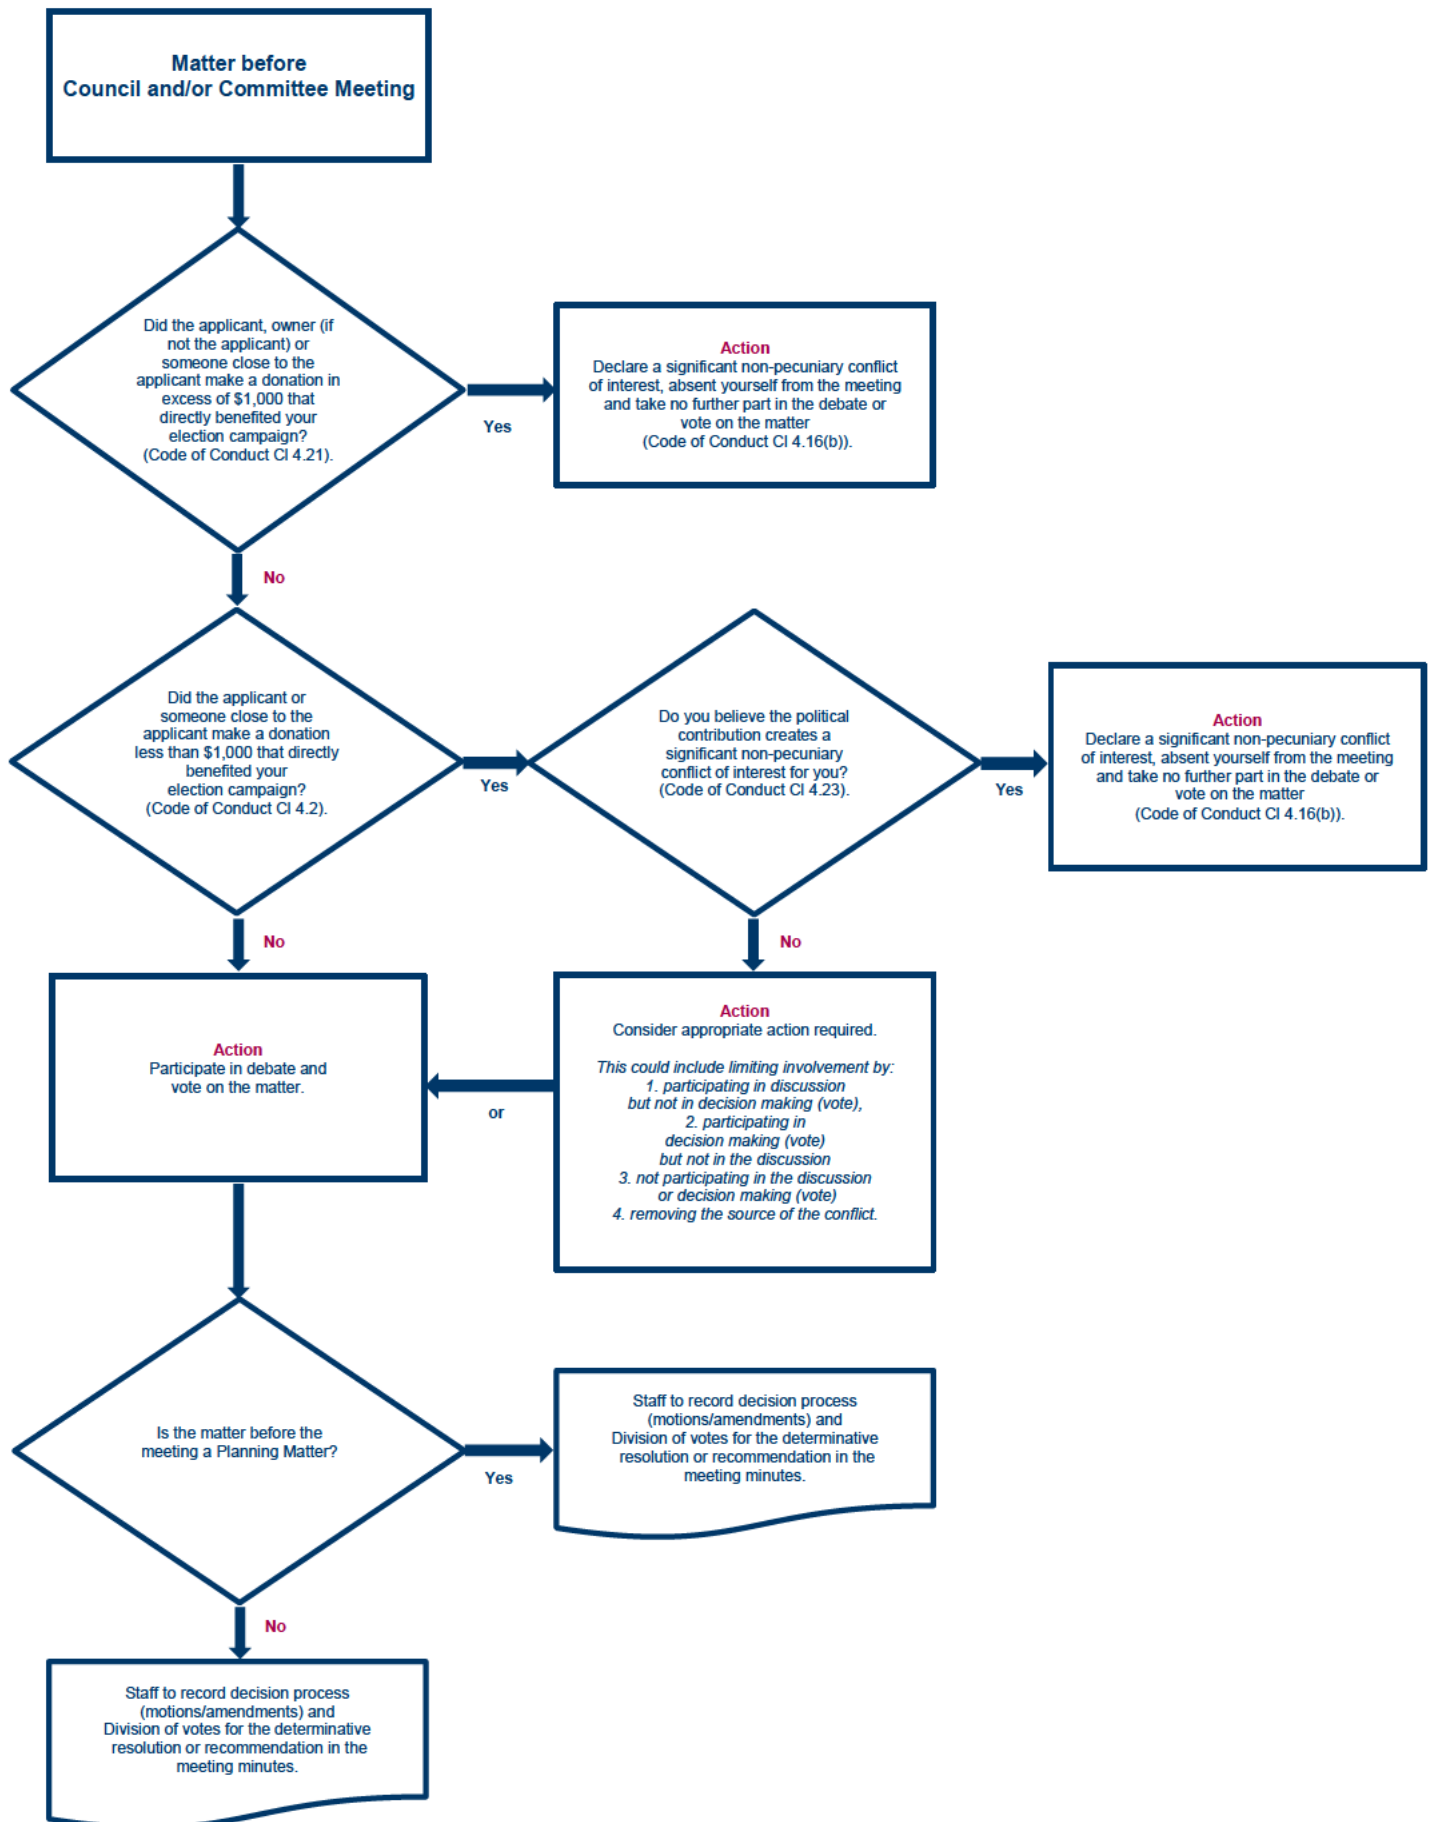 Matter before
Council and/or Committee Meeting
Did the applicant, owner (if
not the applicant) or
someone close to the
applicant make a donation in
excess of $1,000 that
directly benefited your
election campaign?
(Code of Conduct Cl 4.21).
Yes
Action
Declare a significant non-pecuniary conflict
of interest, absent yourself from the meeting
and take no further part in the debate or
vote on the matter
(Code of Conduct Cl 4.16(b)).
No
Did the applicant or
someone close to the
applicant make a donation
less than $1,000 that directly
benefited your
election campaign?
(Code of Conduct Cl 4.2).
Yes
Do you believe the political
contribution creates a
significant non-pecuniary
conflict of interest for you?
(Code of Conduct Cl 4.23).
Yes
Action
Declare a significant non-pecuniary conflict
of interest, absent yourself from the meeting
and take no further part in the debate or
vote on the matter
(Code of Conduct Cl 4.16(b)).
No
No
Action
Participate in debate and
vote on the matter.
or
Action
Consider appropriate action required.
This could include limiting involvement by:
1. participating in discussion
but not in decision making (vote),
2. participating in
decision making (vote)
but not in the discussion
3. not participating in the discussion
or decision making (vote)
4. removing the source of the conflict.
Is the matter before the
meeting a Planning Matter?
Yes
Staff to record decision process
(motions/amendments) and
Division of votes for the determinative
resolution or recommendation in the
meeting minutes.
No
Staff to record decision process
(motions/amendments) and
Division of votes for the determinative
resolution or recommendation in the
meeting minutes.